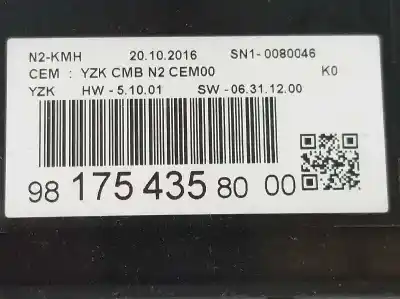 N2-KMH 20.10.2016 SN1-0080046
CEM : YZK CMB N2 CEM00 K0
YZK HW - 5.10.01 SW - 06.31.12.00
98 175 435 80 00